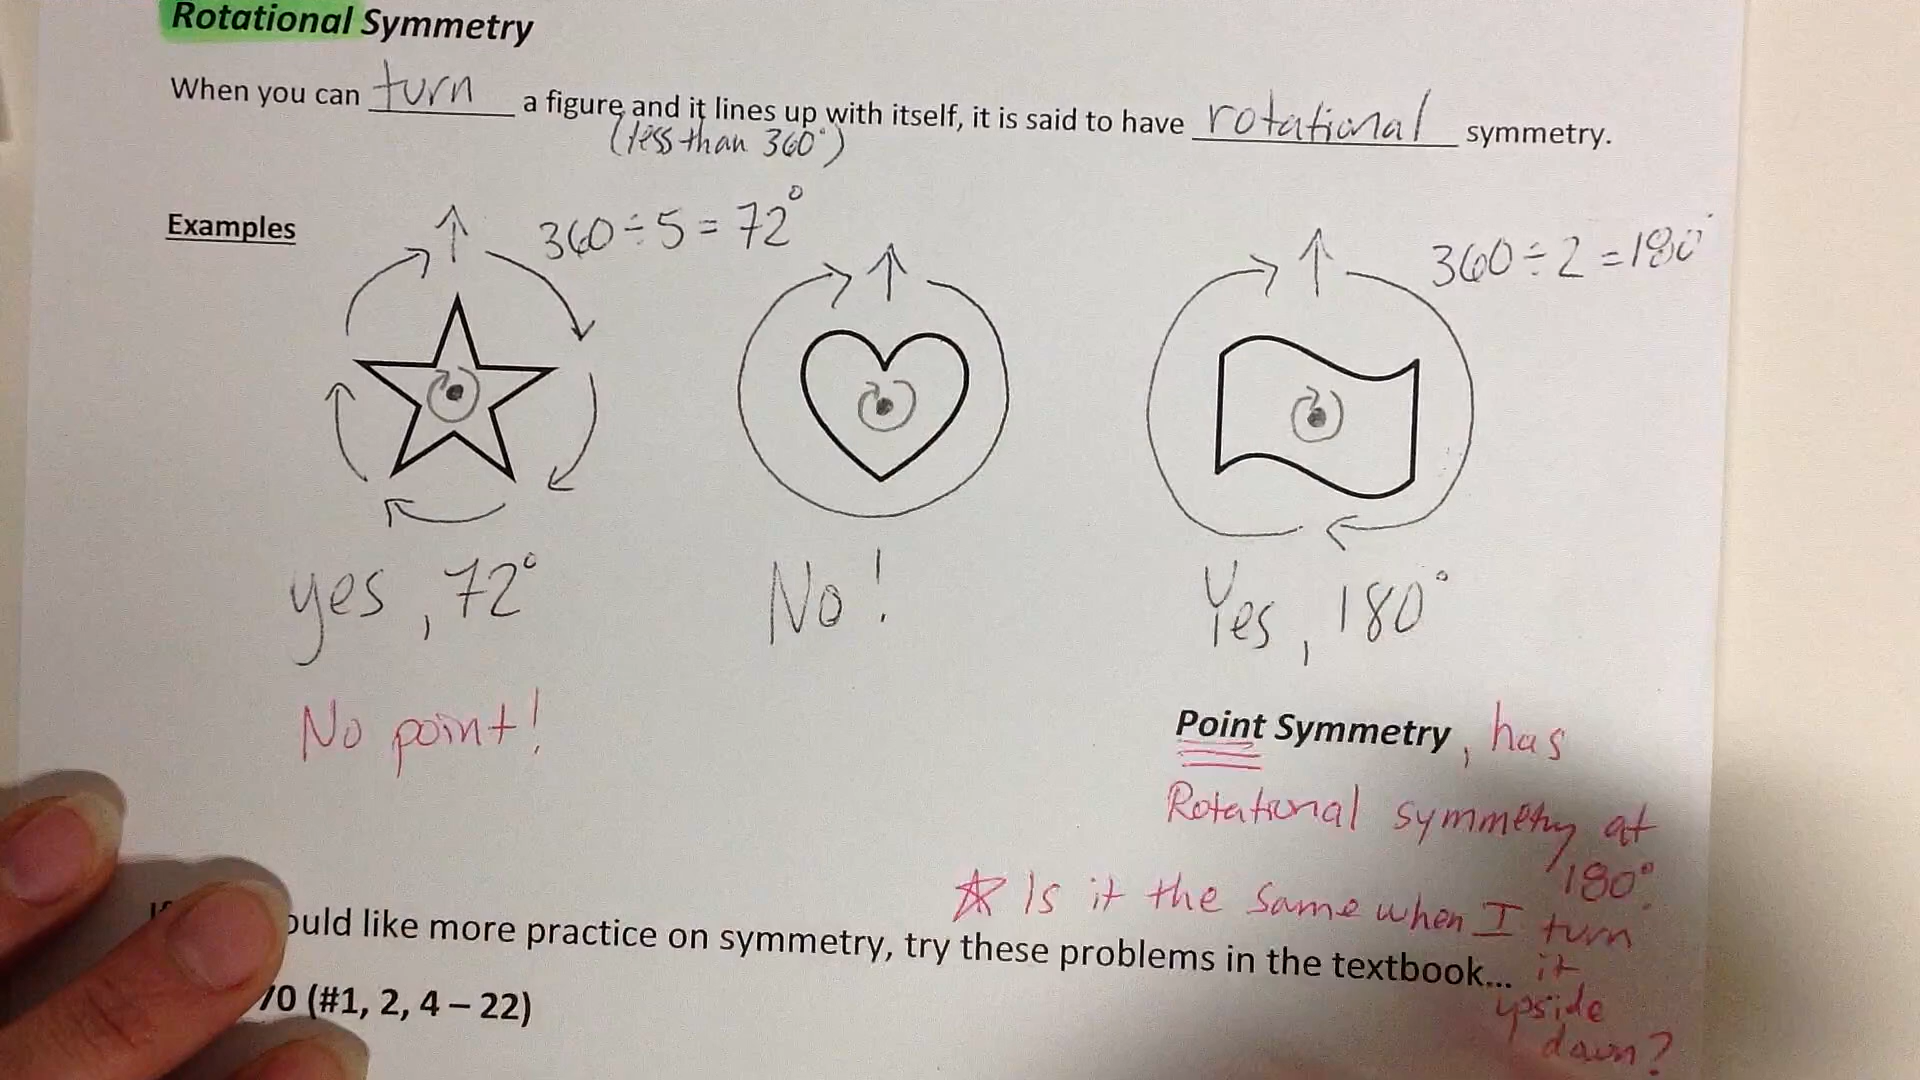 Rotational Symmetry
When you can turn a figure and it lines up with itself, it is said to have rotational symmetry.
(less than 360°)
Examples
360 ÷ 5 = 72°
360 ÷ 2 = 180°
yes, 72°
No!
Yes, 180°
No point!
Point Symmetry, has
Rotational symmetry at
180°.
☆ Is it the same when I turn
it
upside
down?
ould like more practice on symmetry, try these problems in the textbook...
70 (#1, 2, 4 – 22)